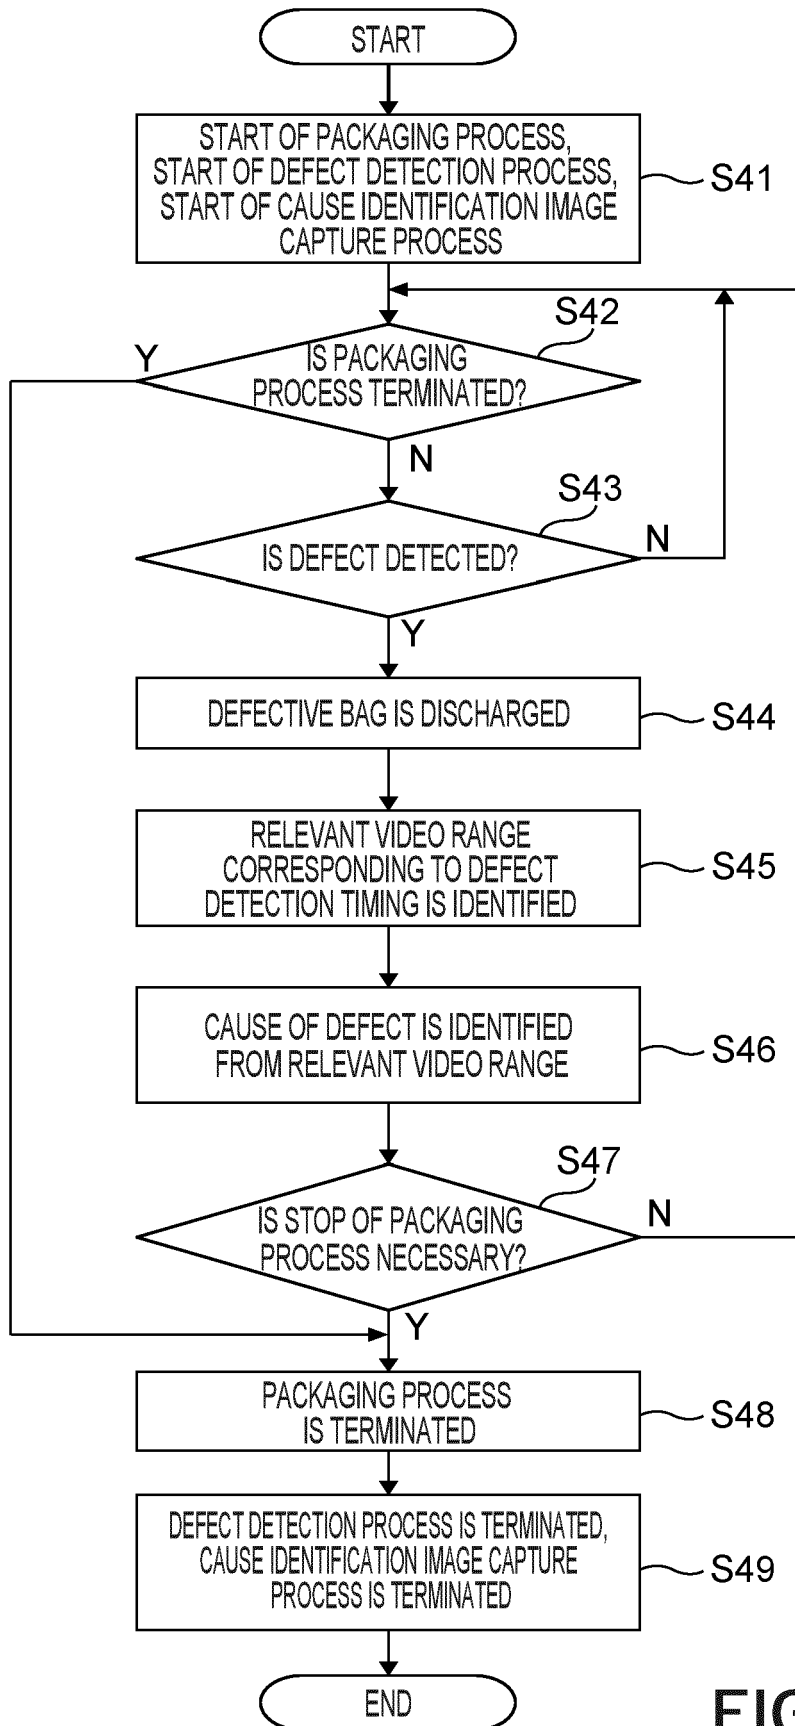 START
START OF PACKAGING PROCESS,
START OF DEFECT DETECTION PROCESS,
START OF CAUSE IDENTIFICATION IMAGE
CAPTURE PROCESS
S41
S42
Y
IS PACKAGING
PROCESS TERMINATED?
N
S43
IS DEFECT DETECTED?
N
Y
DEFECTIVE BAG IS DISCHARGED
S44
RELEVANT VIDEO RANGE
CORRESPONDING TO DEFECT
DETECTION TIMING IS IDENTIFIED
S45
CAUSE OF DEFECT IS IDENTIFIED
FROM RELEVANT VIDEO RANGE
S46
S47
IS STOP OF PACKAGING
PROCESS NECESSARY?
N
Y
PACKAGING PROCESS
IS TERMINATED
S48
DEFECT DETECTION PROCESS IS TERMINATED,
CAUSE IDENTIFICATION IMAGE CAPTURE
PROCESS IS TERMINATED
S49
END
FIG